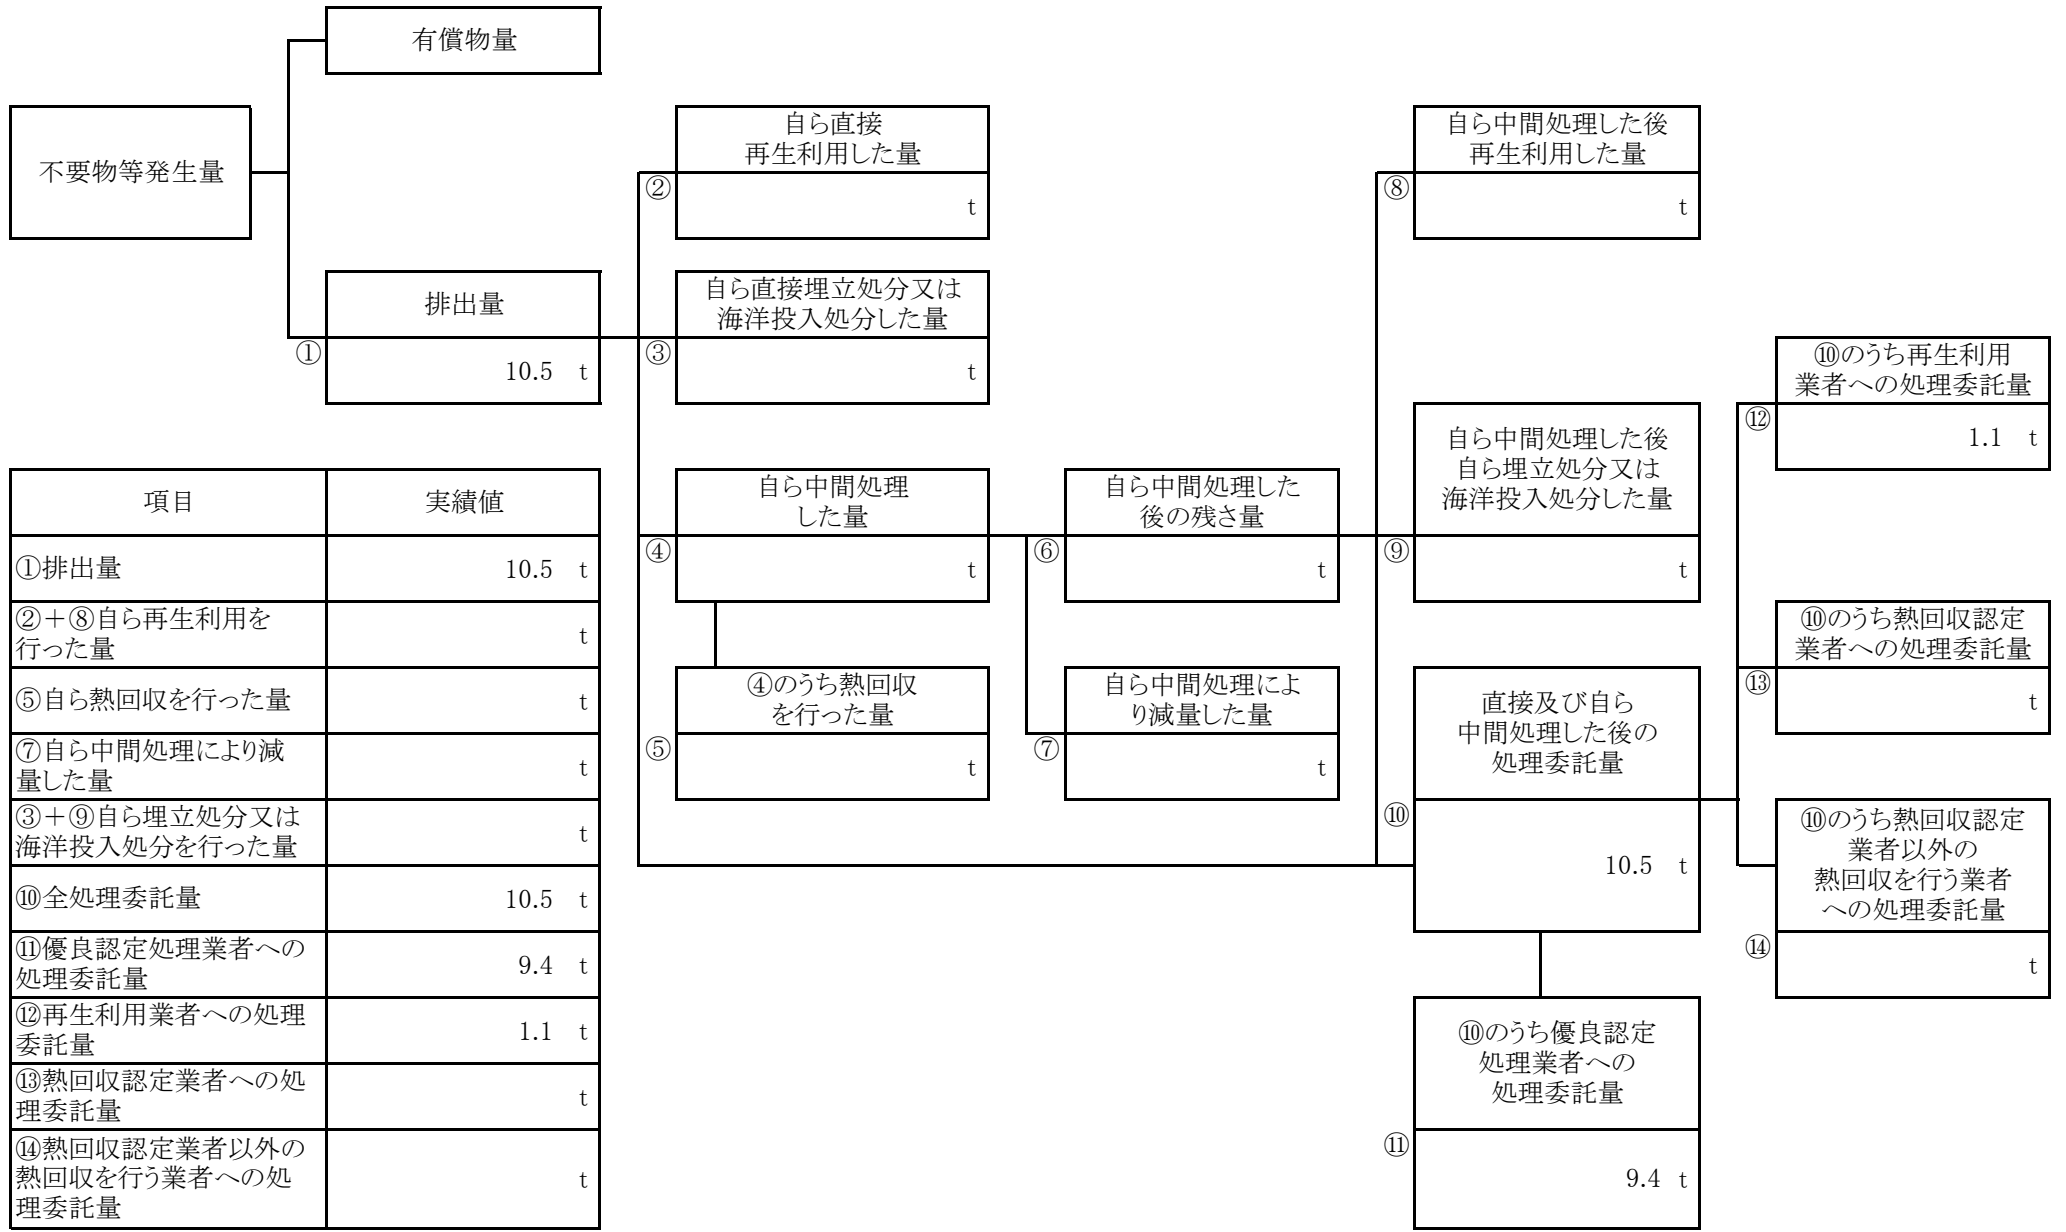 有償物量
不要物等発生量
排出量
①
10.5 t
自ら直接
再生利用した量
②
t
自ら直接埋立処分又は
海洋投入処分した量
③
t
自ら中間処理
した量
④
t
④のうち熱回収
を行った量
⑤
t
自ら中間処理した
後の残さ量
⑥
t
自ら中間処理によ
り減量した量
⑦
t
自ら中間処理した後
再生利用した量
⑧
t
自ら中間処理した後
自ら埋立処分又は
海洋投入処分した量
⑨
t
直接及び自ら
中間処理した後の
処理委託量
⑩
10.5 t
⑩のうち優良認定
処理業者への
処理委託量
⑪
9.4 t
⑩のうち再生利用
業者への処理委託量
⑫
1.1 t
⑩のうち熱回収認定
業者への処理委託量
⑬
t
⑩のうち熱回収認定
業者以外の
熱回収を行う業者
への処理委託量
⑭
t
項目 実績値
①排出量 10.5 t
②＋⑧自ら再生利用を
行った量
t
⑤自ら熱回収を行った量 t
⑦自ら中間処理により減
量した量
t
③＋⑨自ら埋立処分又は
海洋投入処分を行った量
t
⑩全処理委託量 10.5 t
⑪優良認定処理業者への
処理委託量
9.4 t
⑫再生利用業者への処理
委託量
1.1 t
⑬熱回収認定業者への処
理委託量
t
⑭熱回収認定業者以外の
熱回収を行う業者への処
理委託量
t